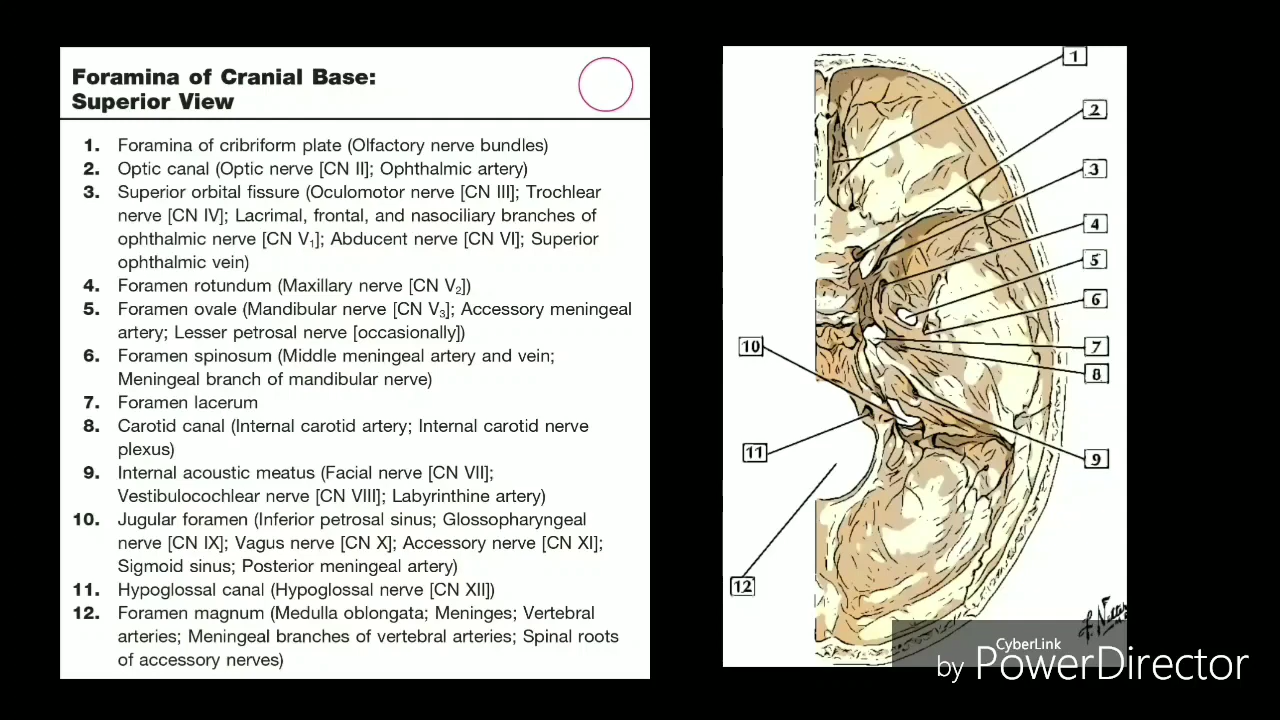 Foramina of Cranial Base:
Superior View
1. Foramina of cribriform plate (Olfactory nerve bundles)
2. Optic canal (Optic nerve [CN II]; Ophthalmic artery)
3. Superior orbital fissure (Oculomotor nerve [CN III]; Trochlear
nerve [CN IV]; Lacrimal, frontal, and nasociliary branches of
ophthalmic nerve [CN V₁]; Abducent nerve [CN VI]; Superior
ophthalmic vein)
4. Foramen rotundum (Maxillary nerve [CN V₂])
5. Foramen ovale (Mandibular nerve [CN V₃]; Accessory meningeal
artery; Lesser petrosal nerve [occasionally])
6. Foramen spinosum (Middle meningeal artery and vein;
Meningeal branch of mandibular nerve)
7. Foramen lacerum
8. Carotid canal (Internal carotid artery; Internal carotid nerve
plexus)
9. Internal acoustic meatus (Facial nerve [CN VII];
Vestibulocochlear nerve [CN VIII]; Labyrinthine artery)
10. Jugular foramen (Inferior petrosal sinus; Glossopharyngeal
nerve [CN IX]; Vagus nerve [CN X]; Accessory nerve [CN XI];
Sigmoid sinus; Posterior meningeal artery)
11. Hypoglossal canal (Hypoglossal nerve [CN XII])
12. Foramen magnum (Medulla oblongata; Meninges; Vertebral
arteries; Meningeal branches of vertebral arteries; Spinal roots
of accessory nerves)
1
2
3
4
5
6
10
7
8
11
9
12
CyberLink
by PowerDirector